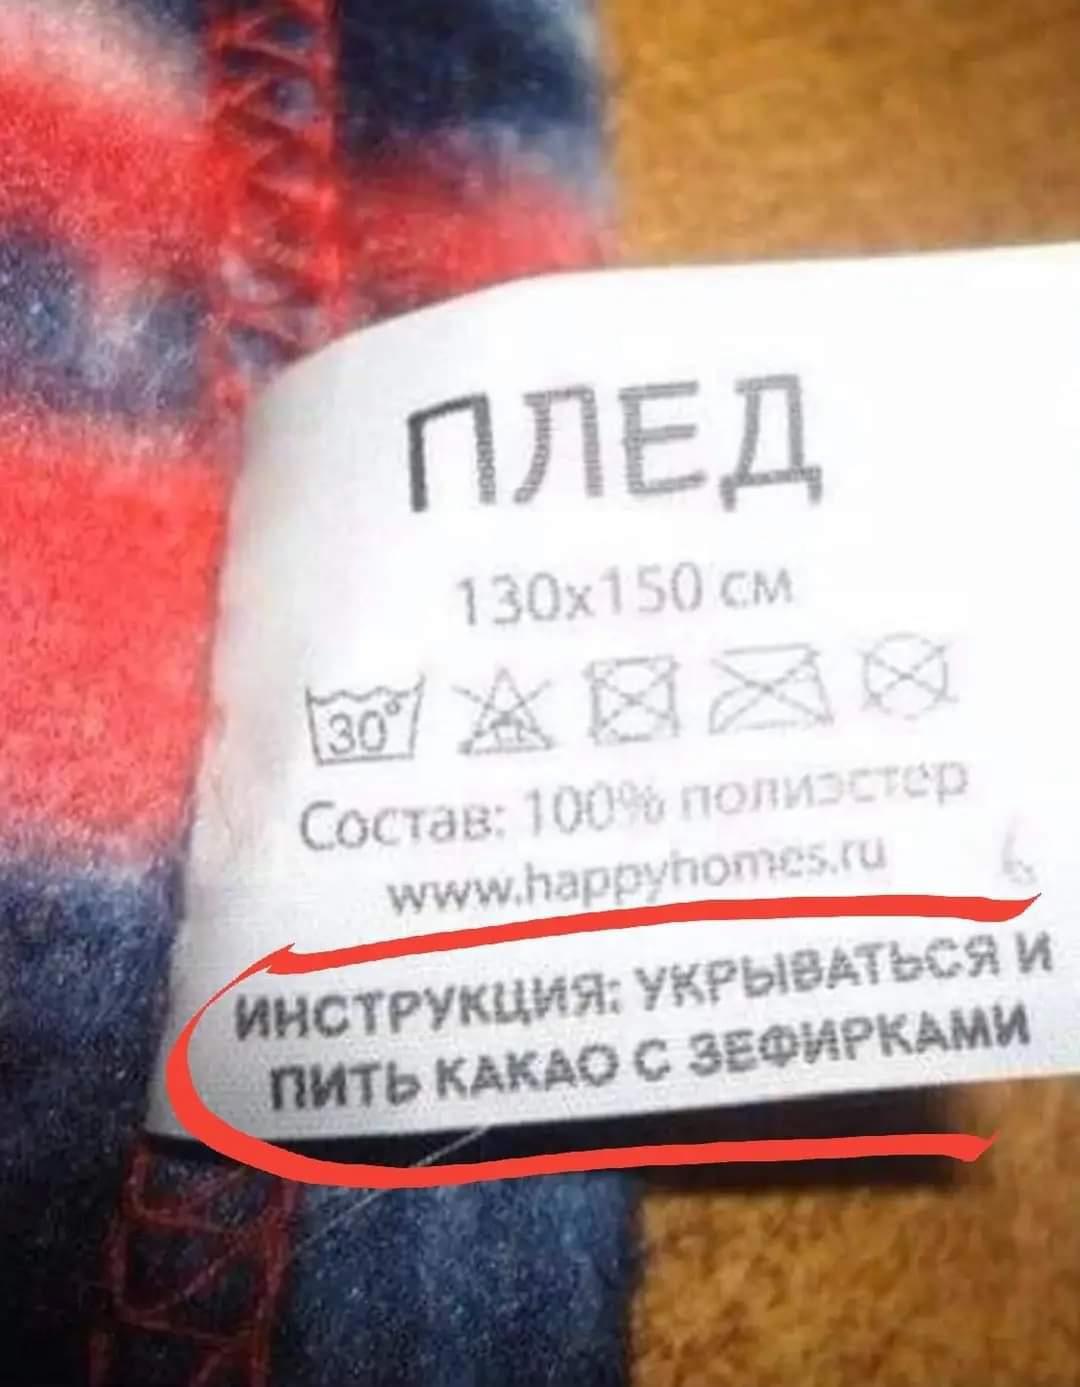 ПЛЕД
130x150 см
30°
Состав: 100% полиэстер
www.happyhomes.ru
ИНСТРУКЦИЯ: УКРЫВАТЬСЯ И
ПИТЬ КАКАО С ЗЕФИРКАМИ